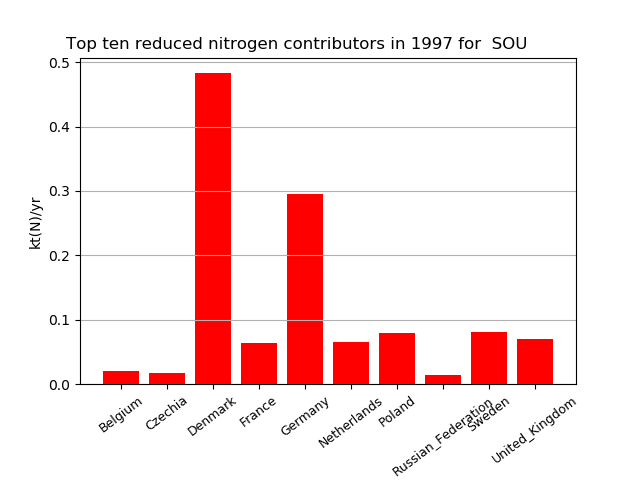 Top ten reduced nitrogen contributors in 1997 for  SOU
kt(N)/yr
0.5
0.4
0.3
0.2
0.1
0.0
Belgium
Czechia
Denmark
France
Germany
Netherlands
Poland
Russian_Federation
Sweden
United_Kingdom